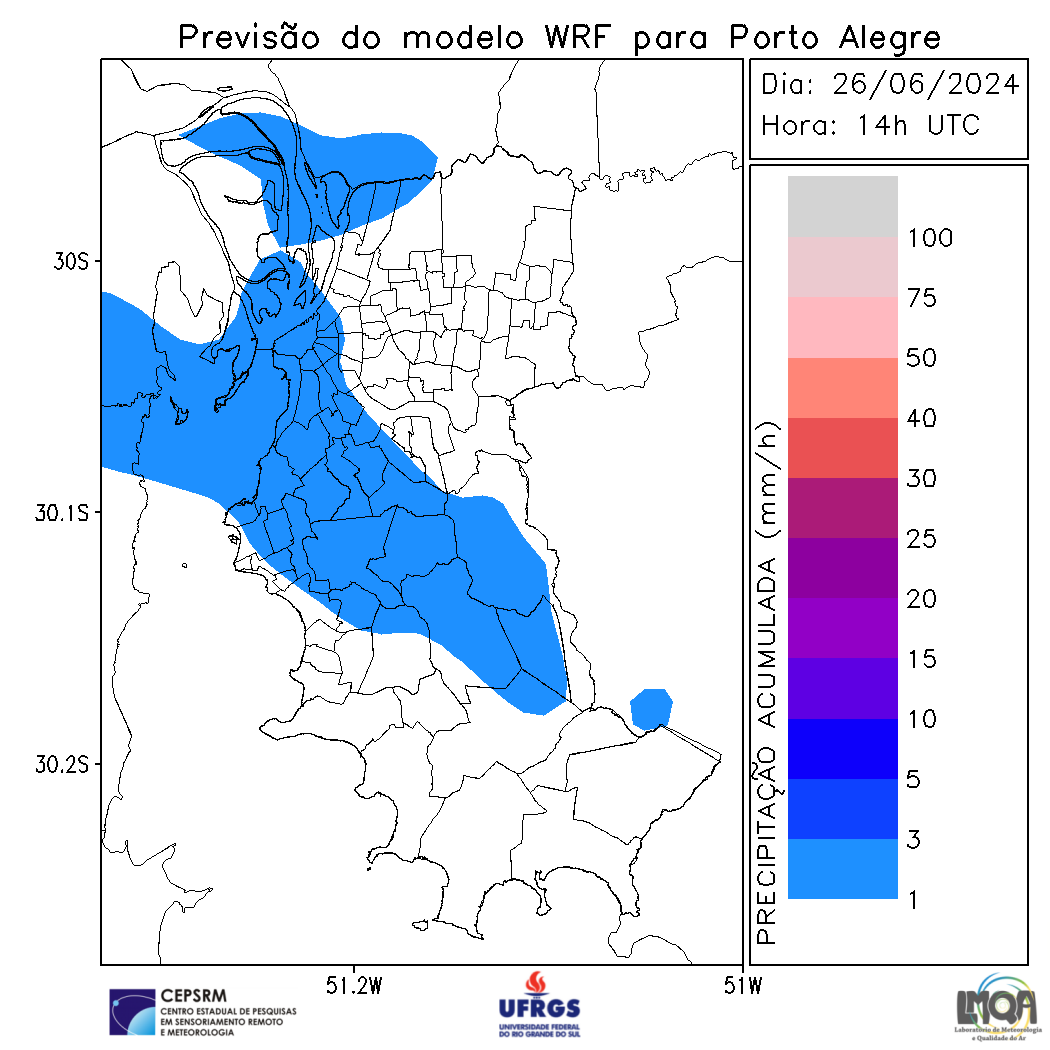 Previsão do modelo WRF para Porto Alegre
Dia: 26/06/2024
Hora: 14h UTC
30S
30.1S
30.2S
51.2W
51W
PRECIPITAÇÃO ACUMULADA (mm/h)
100
75
50
40
30
25
20
15
10
5
3
1
CEPSRM
CENTRO ESTADUAL DE PESQUISAS
EM SENSORIAMENTO REMOTO
E METEOROLOGIA
UFRGS
UNIVERSIDADE FEDERAL
DO RIO GRANDE DO SUL
LMQA
Laboratório de Meteorologia
e Qualidade do Ar